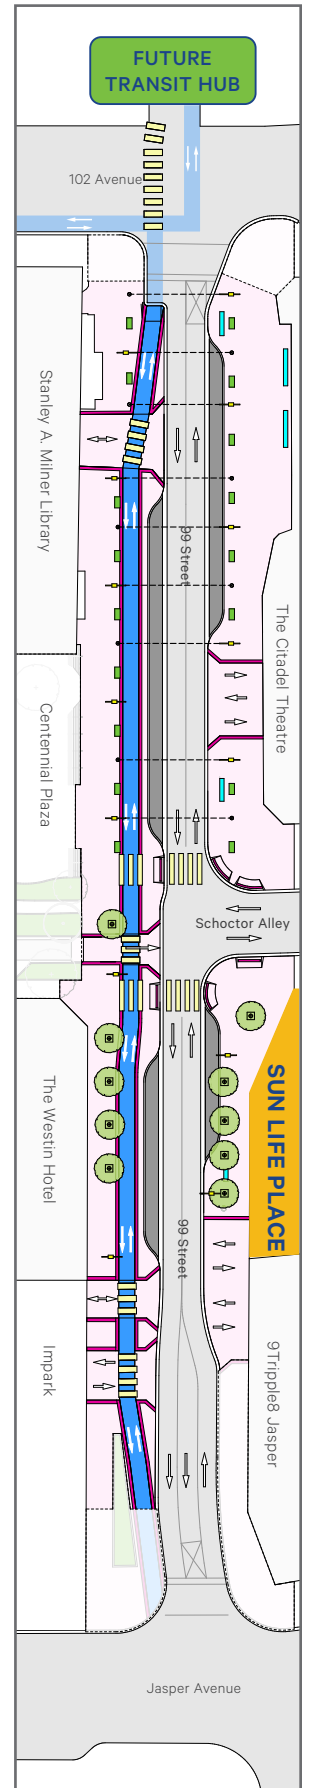 FUTURE
TRANSIT HUB
102 Avenue
Stanley A. Milner Library
99 Street
The Citadel Theatre
Centennial Plaza
Schoctor Alley
SUN LIFE PLACE
The Westin Hotel
99 Street
Impark
9Tripple8 Jasper
Jasper Avenue